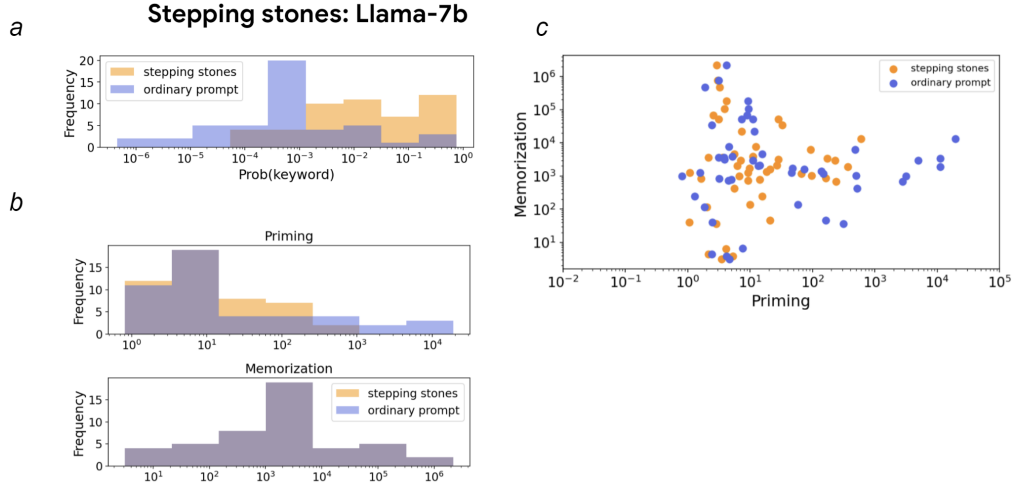 Stepping stones: Llama-7b
a
Frequency
20
15
10
5
0
stepping stones
ordinary prompt
10⁻⁶ 10⁻⁵ 10⁻⁴ 10⁻³ 10⁻² 10⁻¹ 10⁰
Prob(keyword)
b
Priming
Frequency
15
10
5
0
10⁰ 10¹ 10² 10³ 10⁴
Memorization
Frequency
15
10
5
0
stepping stones
ordinary prompt
10¹ 10² 10³ 10⁴ 10⁵ 10⁶
c
Memorization
10⁶
10⁵
10⁴
10³
10²
10¹
stepping stones
ordinary prompt
10⁻² 10⁻¹ 10⁰ 10¹ 10² 10³ 10⁴ 10⁵
Priming